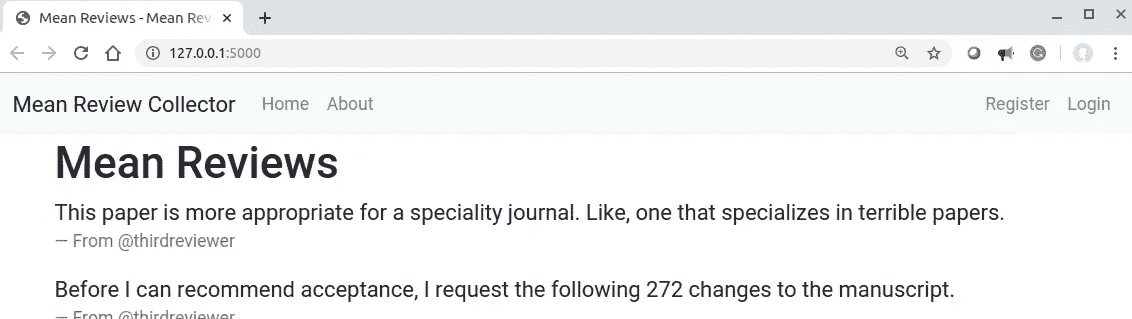 Mean Reviews - Mean Rev
127.0.0.1:5000
Mean Review Collector Home About Register Login
Mean Reviews
This paper is more appropriate for a speciality journal. Like, one that specializes in terrible papers.
— From @thirdreviewer
Before I can recommend acceptance, I request the following 272 changes to the manuscript.
— From @thirdreviewer